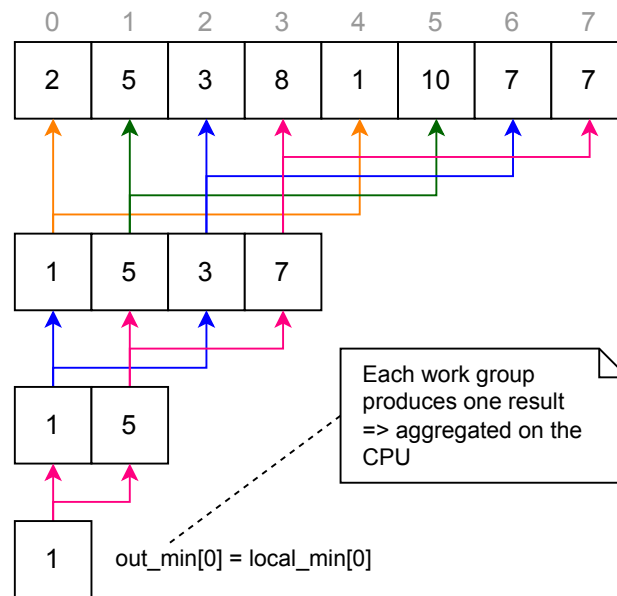 0 1 2 3 4 5 6 7
2 5 3 8 1 10 7 7
1 5 3 7
Each work group
produces one result
=> aggregated on the
CPU
1 5
1
out_min[0] = local_min[0]